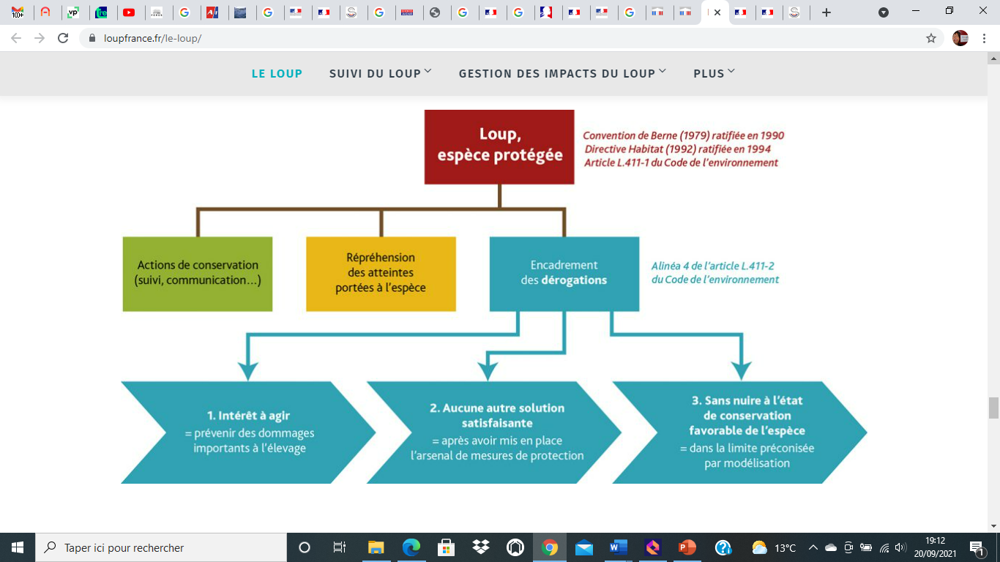 100+
vp
loupfrance.fr/le-loup/
LE LOUP
SUIVI DU LOUP
GESTION DES IMPACTS DU LOUP
PLUS
Loup,
espèce protégée
Convention de Berne (1979) ratifiée en 1990
Directive Habitat (1992) ratifiée en 1994
Article L.411-1 du Code de l'environnement
Actions de conservation
(suivi, communication...)
Répréhension
des atteintes
portées à l'espèce
Encadrement
des dérogations
Alinéa 4 de l'article L.411-2
du Code de l'environnement
1. Intérêt à agir
= prévenir des dommages
importants à l'élevage
2. Aucune autre solution
satisfaisante
= après avoir mis en place
l'arsenal de mesures de protection
3. Sans nuire à l'état
de conservation
favorable de l'espèce
= dans la limite préconisée
par modélisation
Taper ici pour rechercher
13°C
19:12
20/09/2021
1